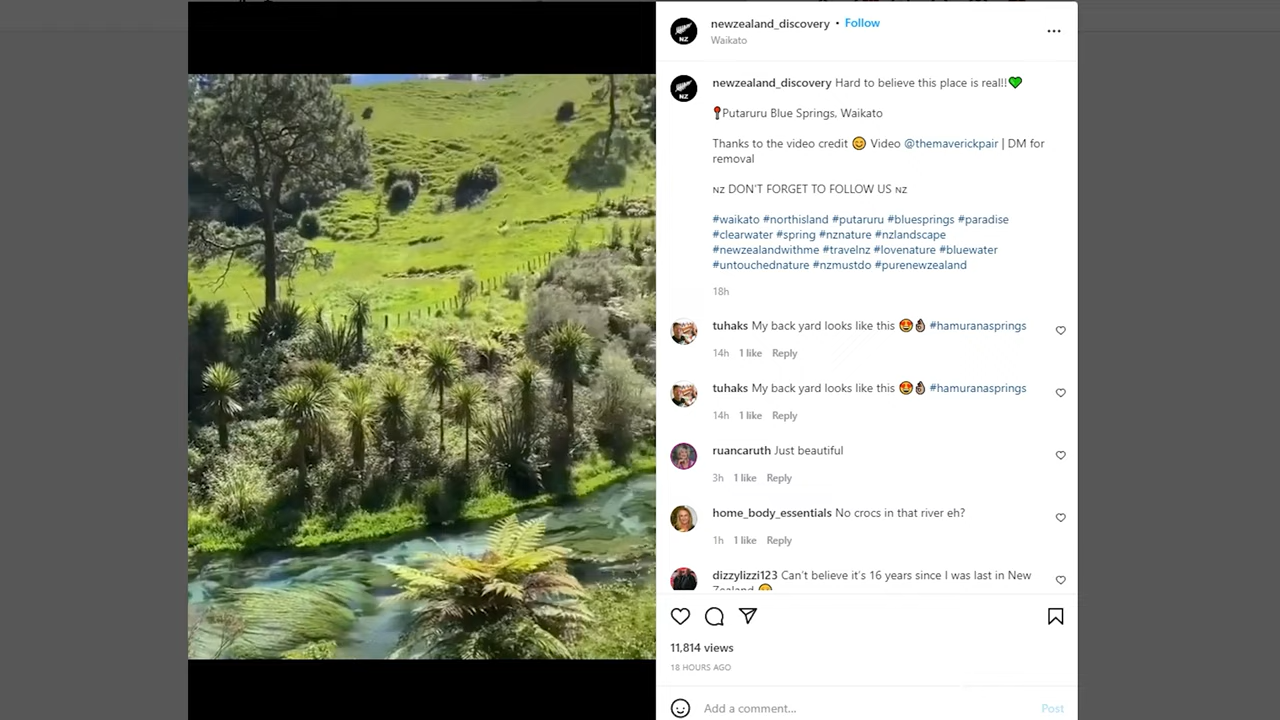 newzealand_discovery • Follow
Waikato
NZ
newzealand_discovery Hard to believe this place is real!!💚
NZ
📍Putaruru Blue Springs, Waikato
Thanks to the video credit 😊 Video @themaverickpair | DM for
removal
ɴᴢ DON'T FORGET TO FOLLOW US ɴᴢ
#waikato #northisland #putaruru #bluesprings #paradise
#clearwater #spring #nznature #nzlandscape
#newzealandwithme #travelnz #lovenature #bluewater
#untouchednature #nzmustdo #purenewzealand
18h
tuhaks My back yard looks like this 😍👌🏿 #hamuranasprings
14h 1 like Reply
tuhaks My back yard looks like this 😍👌🏿 #hamuranasprings
14h 1 like Reply
ruancaruth Just beautiful
3h 1 like Reply
home_body_essentials No crocs in that river eh?
1h 1 like Reply
dizzylizzi123 Can't believe it's 16 years since I was last in New
Zealand
11,814 views
18 HOURS AGO
Add a comment... Post